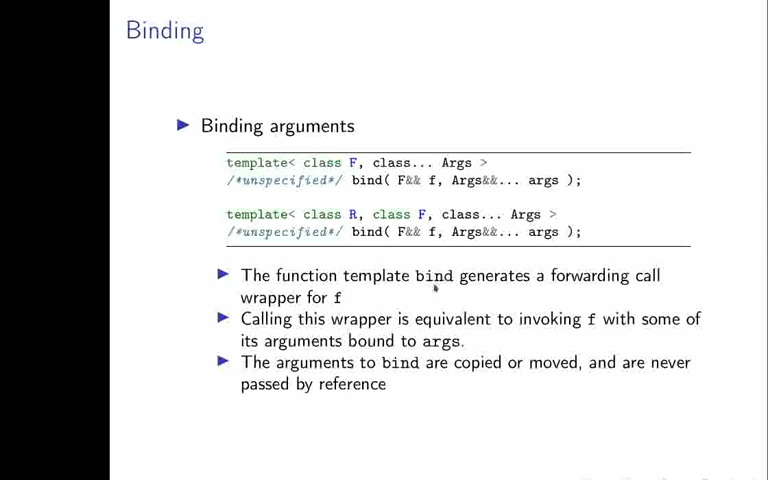 Binding
▶ Binding arguments
template< class F, class... Args >
/*unspecified*/ bind( F&& f, Args&&... args );
template< class R, class F, class... Args >
/*unspecified*/ bind( F&& f, Args&&... args );
▶ The function template bind generates a forwarding call
wrapper for f
▶ Calling this wrapper is equivalent to invoking f with some of
its arguments bound to args.
▶ The arguments to bind are copied or moved, and are never
passed by reference